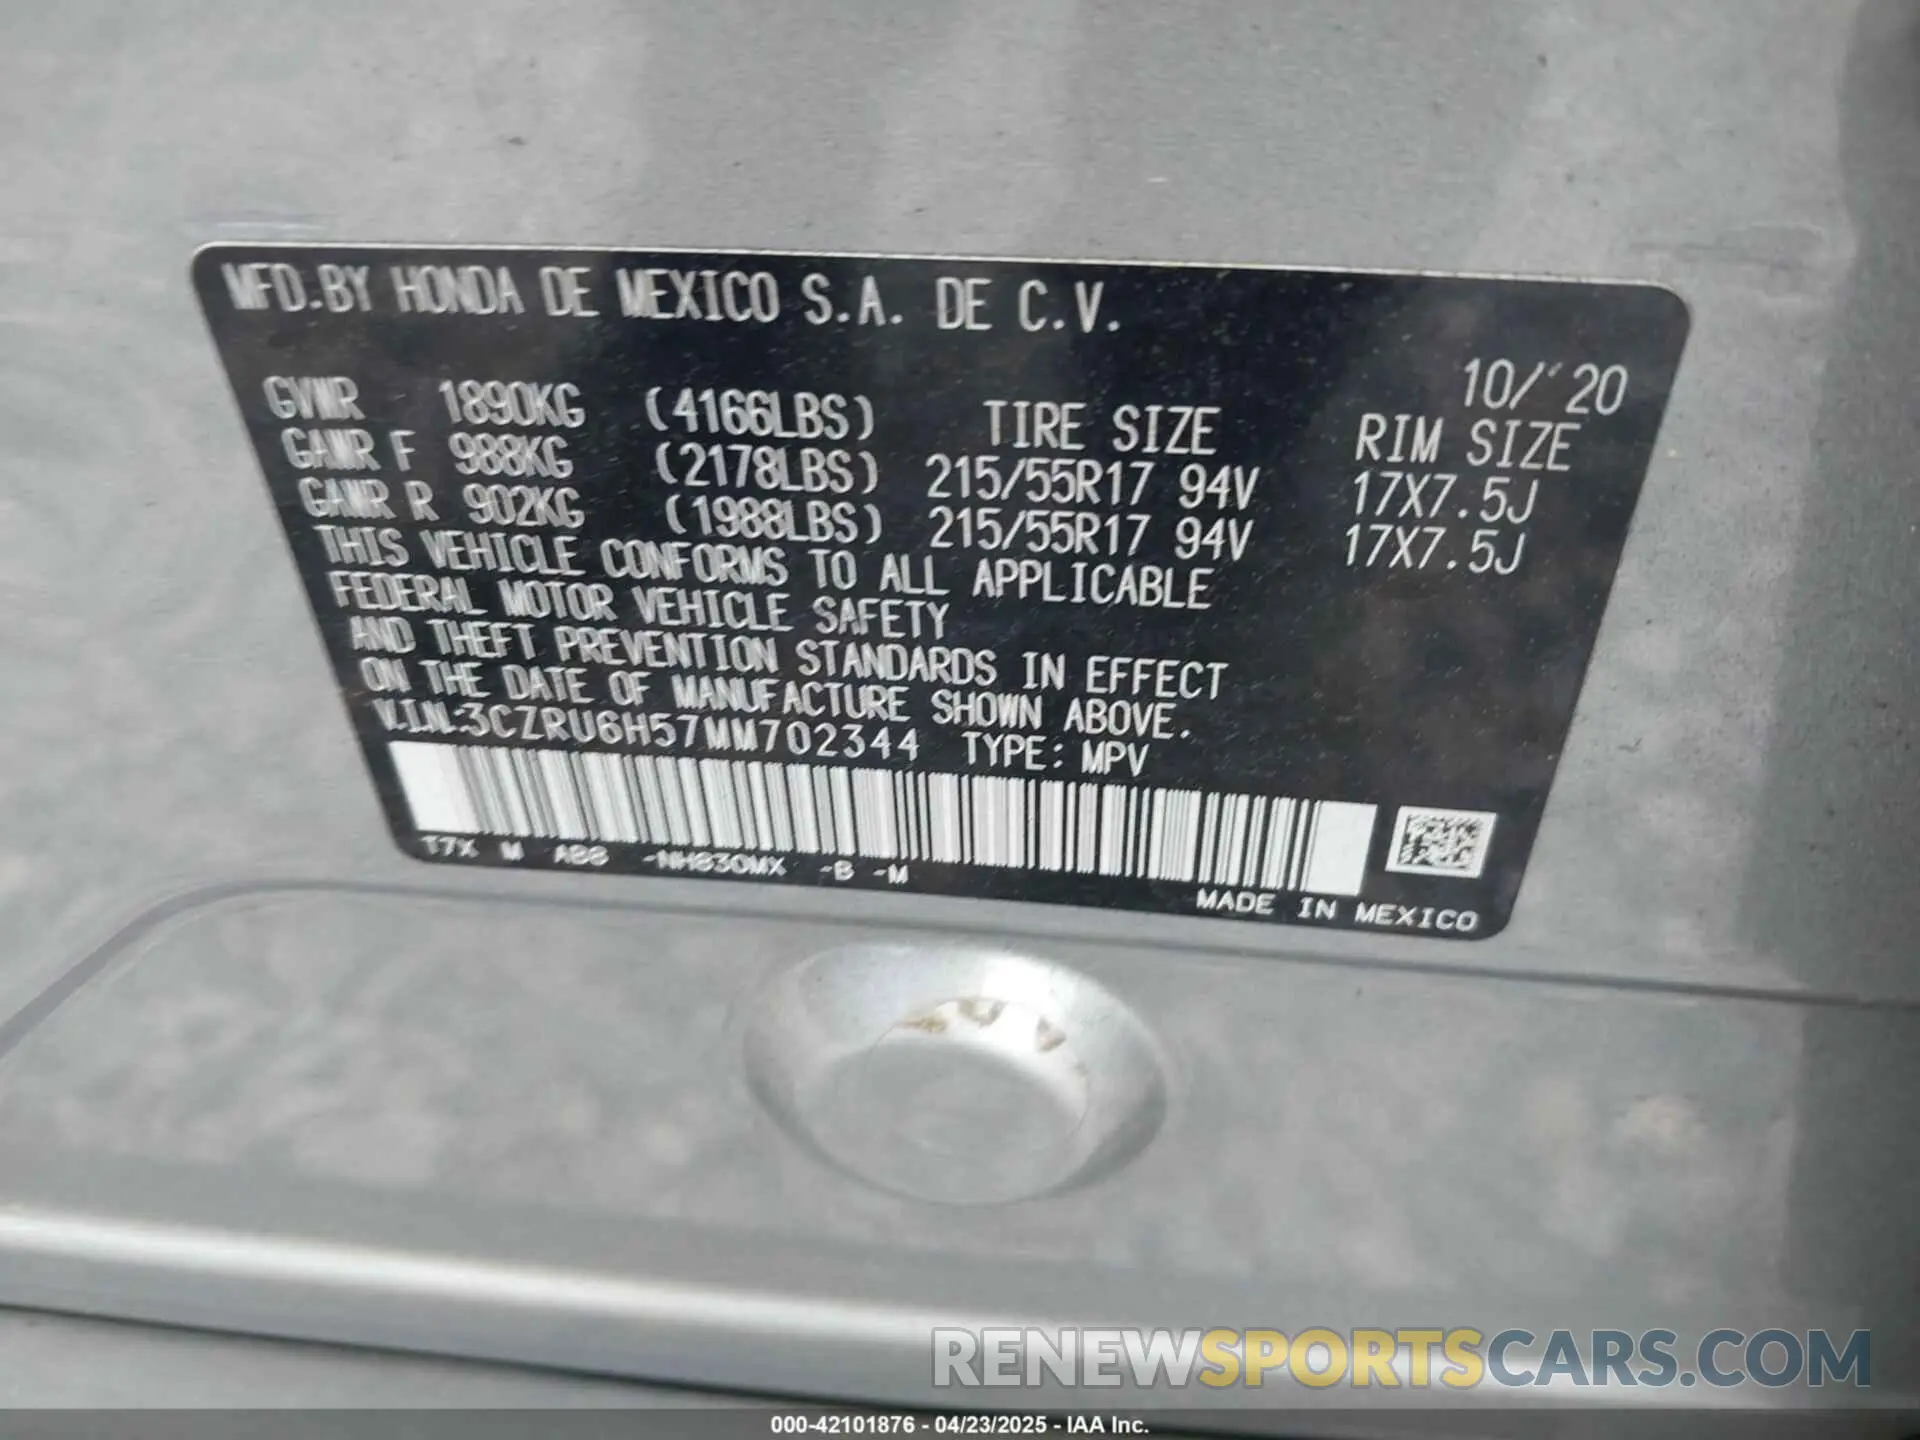 MFD.BY HONDA DE MEXICO S.A. DE C.V.
10/'20
GVWR 1890KG (4166LBS) TIRE SIZE RIM SIZE
GAWR F 988KG (2178LBS) 215/55R17 94V 17X7.5J
GAWR R 902KG (1988LBS) 215/55R17 94V 17X7.5J
THIS VEHICLE CONFORMS TO ALL APPLICABLE
FEDERAL MOTOR VEHICLE SAFETY
AND THEFT PREVENTION STANDARDS IN EFFECT
ON THE DATE OF MANUFACTURE SHOWN ABOVE.
V.I.N.:3CZRU6H57MM702344 TYPE: MPV
T7X M AB8 -NH830MX -B -M
MADE IN MEXICO
RENEWSPORTSCARS.COM
000-42101876 - 04/23/2025 - IAA Inc.